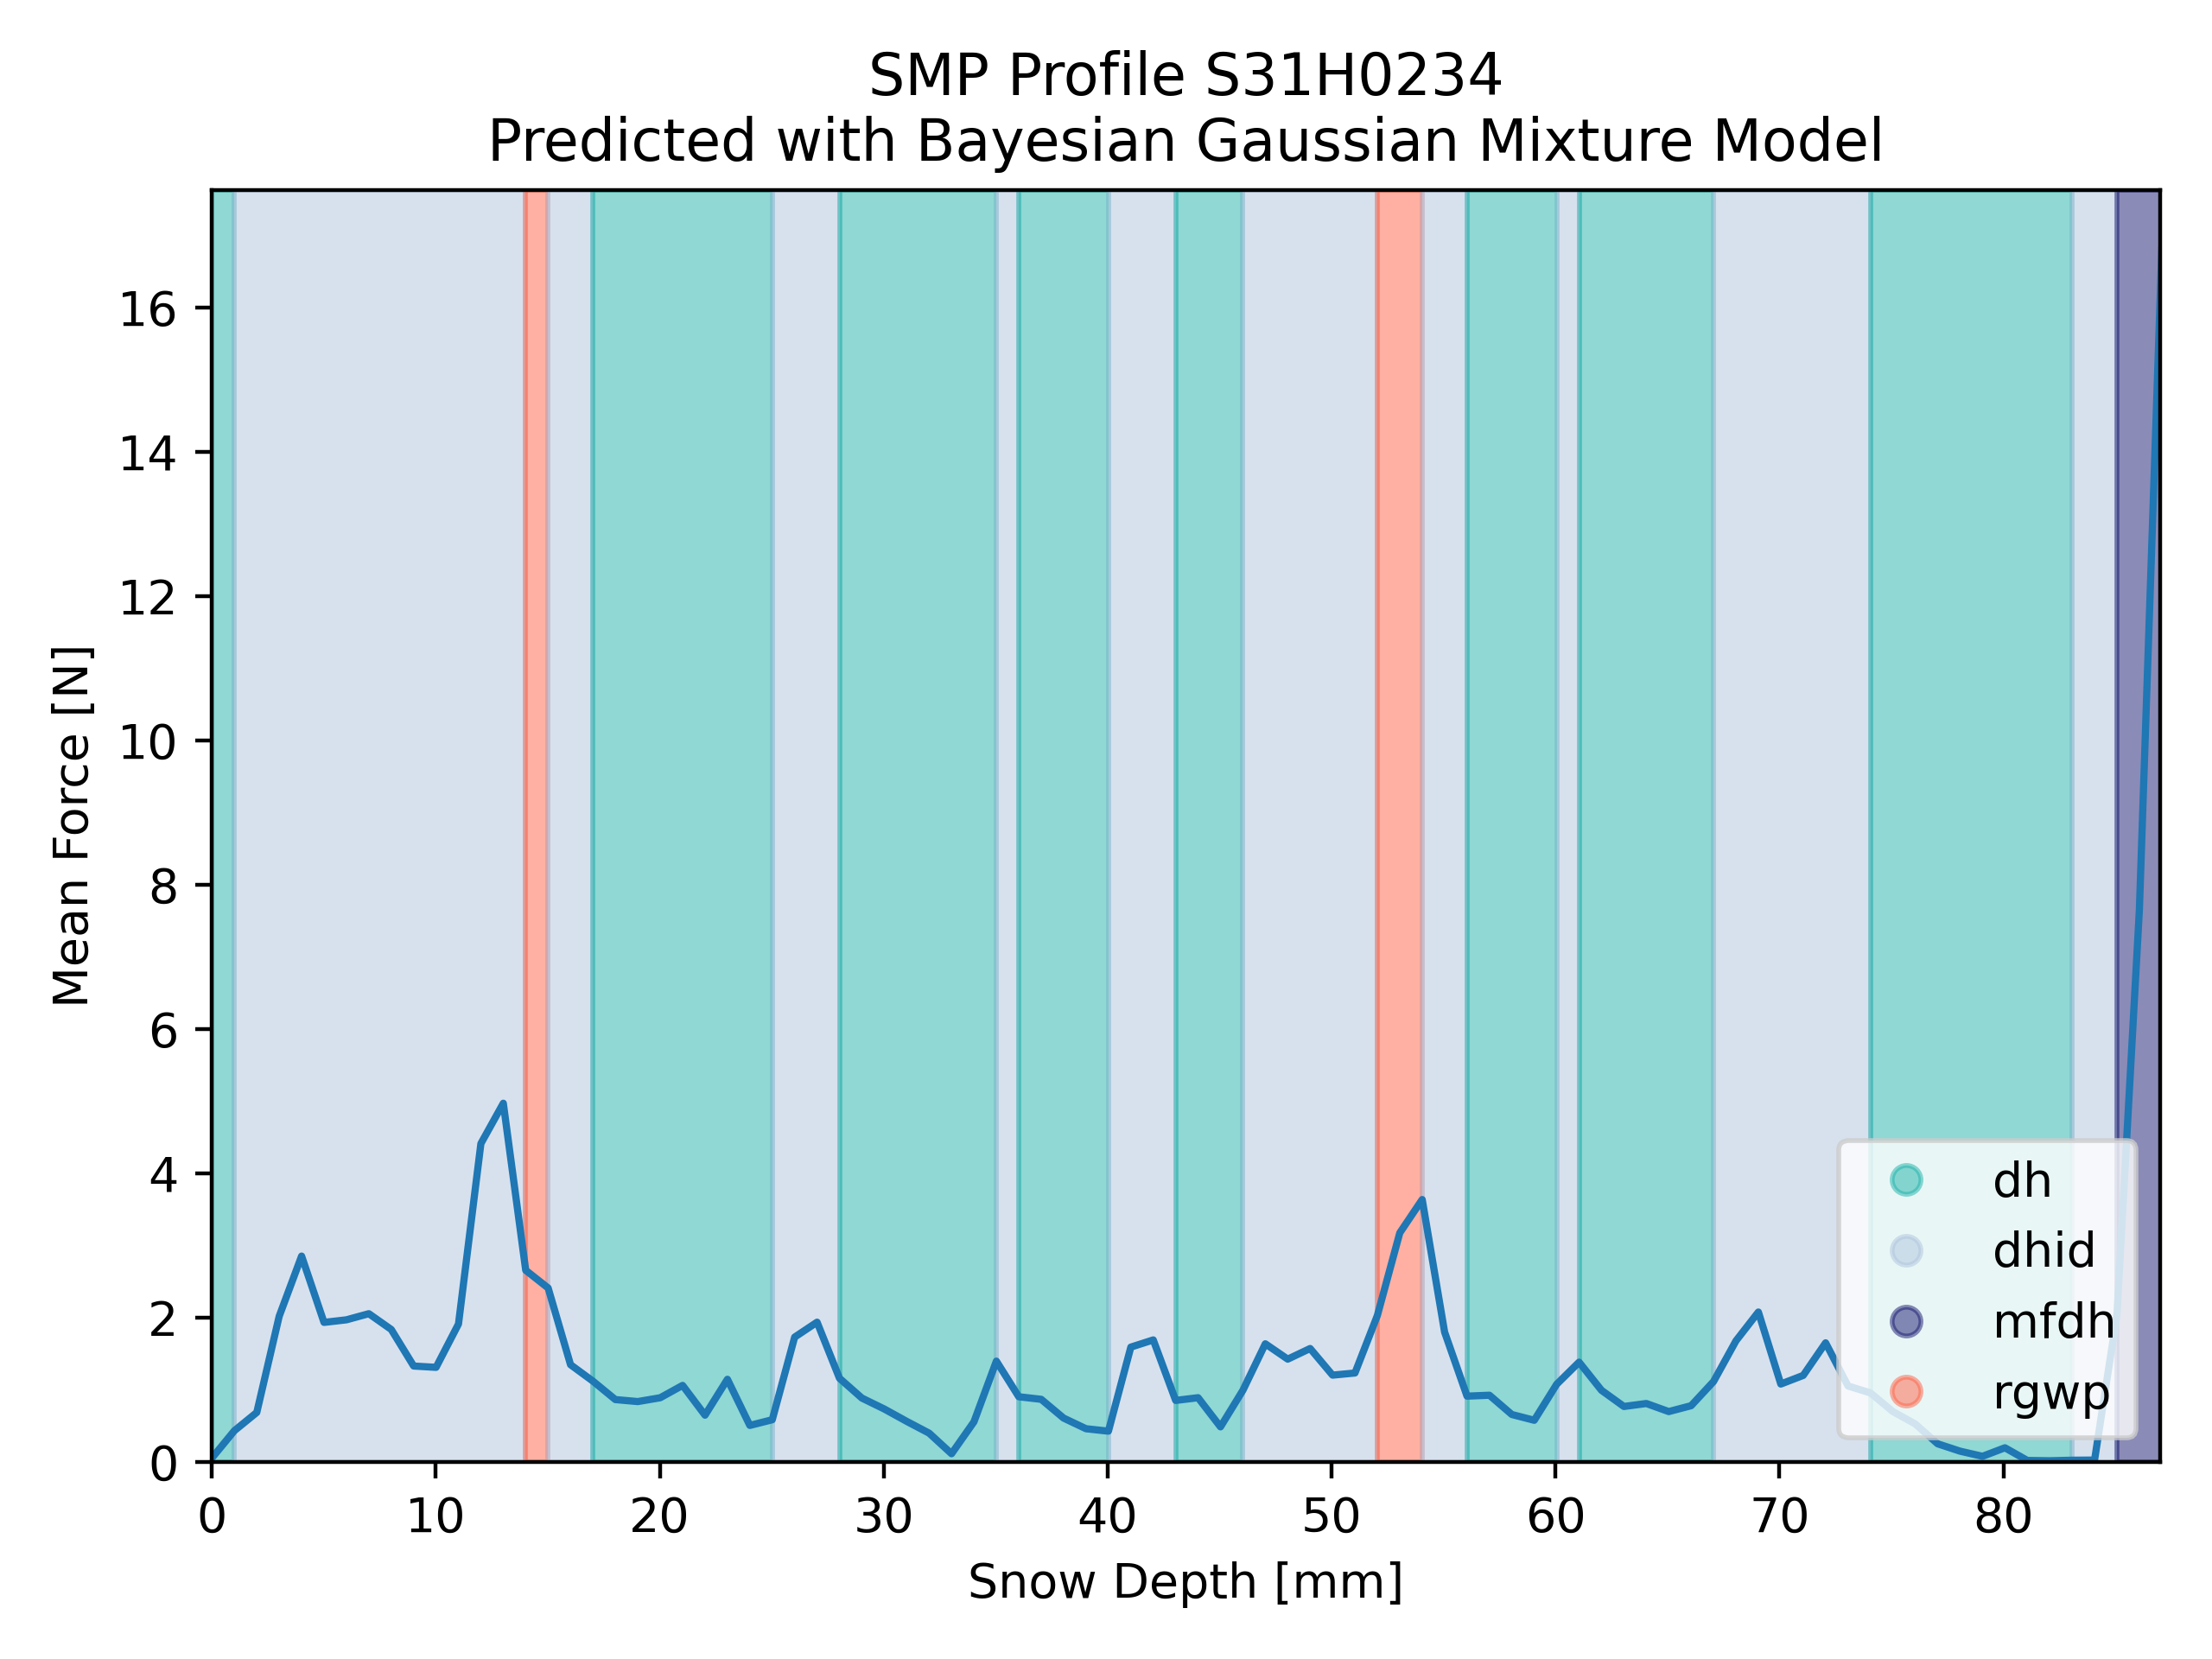 SMP Profile S31H0234
Predicted with Bayesian Gaussian Mixture Model
Mean Force [N]
16
14
12
10
8
6
4
2
0
dh
dhid
mfdh
rgwp
0 10 20 30 40 50 60 70 80
Snow Depth [mm]